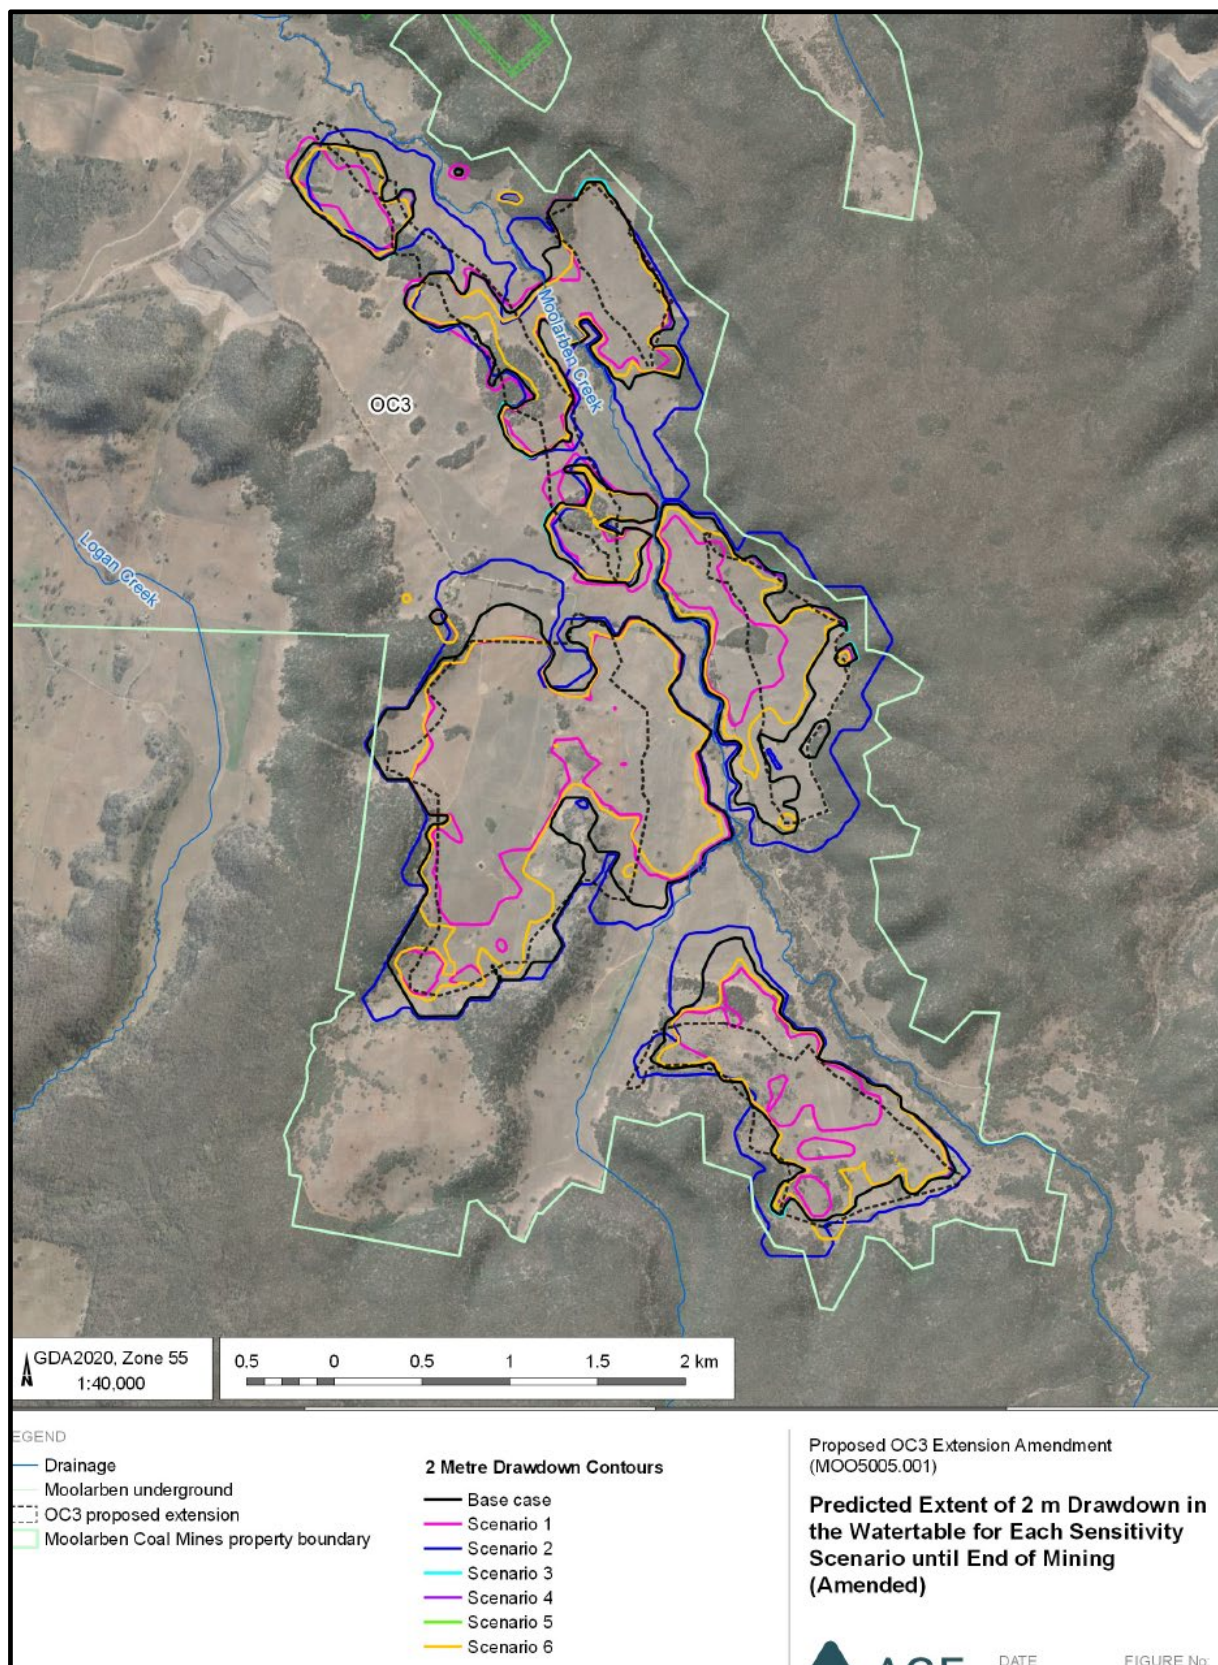 Moolarben Creek
OC3
Logan Creek
GDA2020, Zone 55
1:40,000
0.5 0 0.5 1 1.5 2 km
EGEND
Drainage
Moolarben underground
OC3 proposed extension
Moolarben Coal Mines property boundary
2 Metre Drawdown Contours
Base case
Scenario 1
Scenario 2
Scenario 3
Scenario 4
Scenario 5
Scenario 6
Proposed OC3 Extension Amendment
(MOO5005.001)
Predicted Extent of 2 m Drawdown in
the Watertable for Each Sensitivity
Scenario until End of Mining
(Amended)
AGE
DATE
FIGURE No: